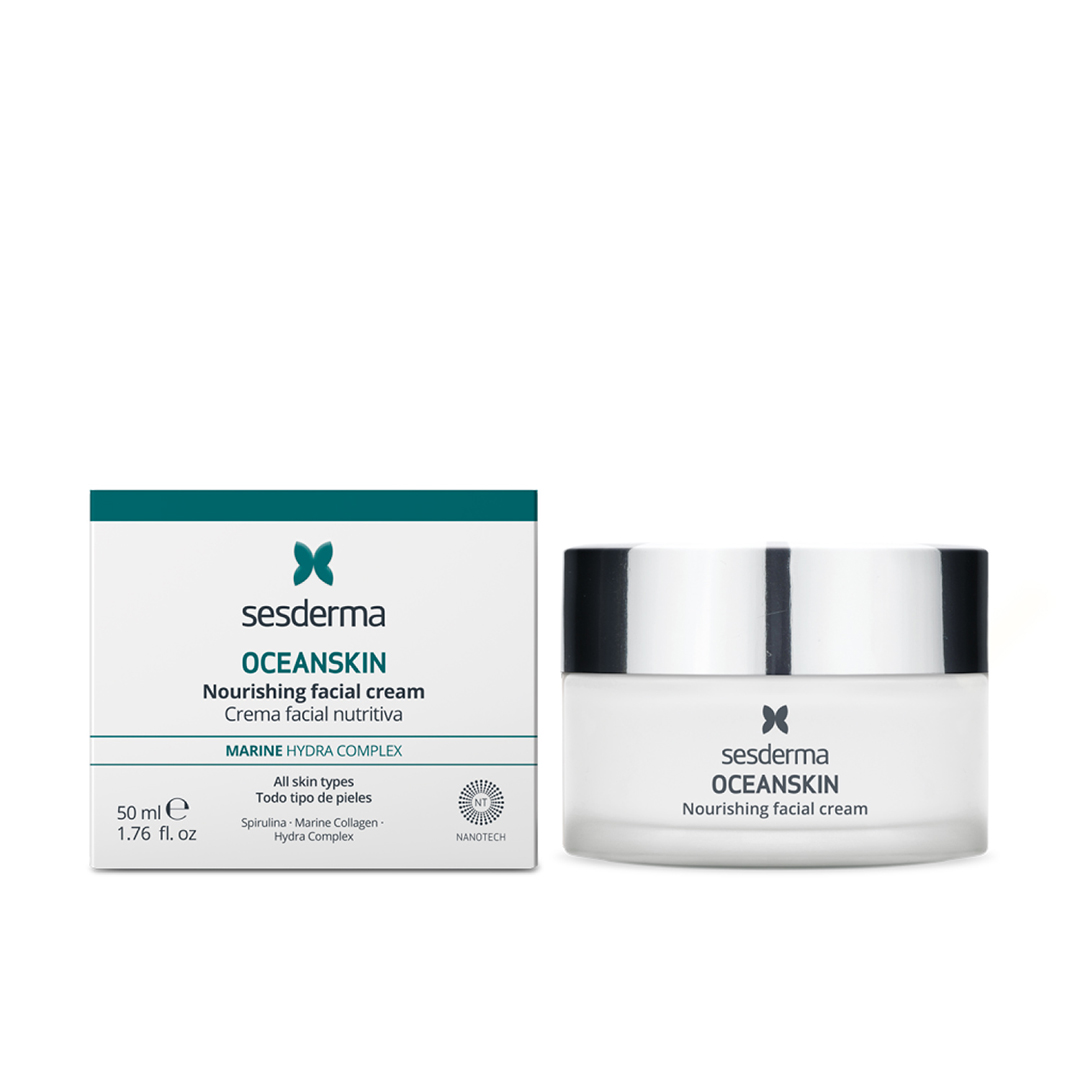 sesderma
OCEANSKIN
Nourishing facial cream
Crema facial nutritiva
MARINE HYDRA COMPLEX
All skin types
Todo tipo de pieles
Spirulina · Marine Collagen ·
Hydra Complex
50 ml ℮
1.76 fl. oz
NT
NANOTECH
sesderma
OCEANSKIN
Nourishing facial cream